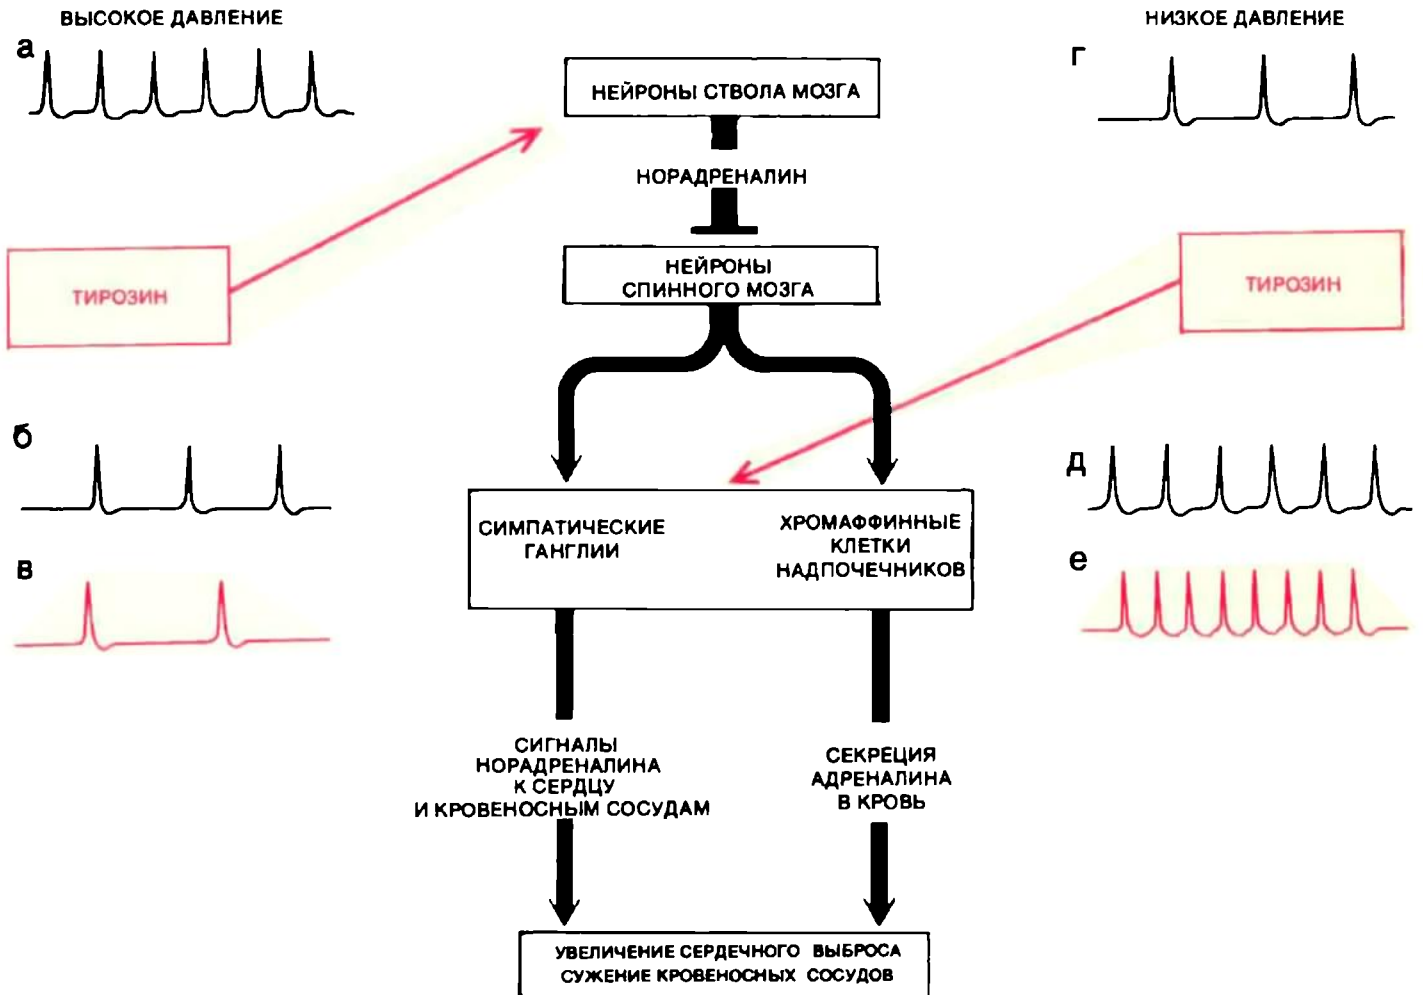 ВЫСОКОЕ ДАВЛЕНИЕ
НИЗКОЕ ДАВЛЕНИЕ
а
г
НЕЙРОНЫ СТВОЛА МОЗГА
НОРАДРЕНАЛИН
ТИРОЗИН
НЕЙРОНЫ
СПИННОГО МОЗГА
ТИРОЗИН
б
д
СИМПАТИЧЕСКИЕ
ГАНГЛИИ
ХРОМАФФИННЫЕ
КЛЕТКИ
НАДПОЧЕЧНИКОВ
в
е
СИГНАЛЫ
НОРАДРЕНАЛИНА
К СЕРДЦУ
И КРОВЕНОСНЫМ СОСУДАМ
СЕКРЕЦИЯ
АДРЕНАЛИНА
В КРОВЬ
УВЕЛИЧЕНИЕ СЕРДЕЧНОГО ВЫБРОСА
СУЖЕНИЕ КРОВЕНОСНЫХ СОСУДОВ